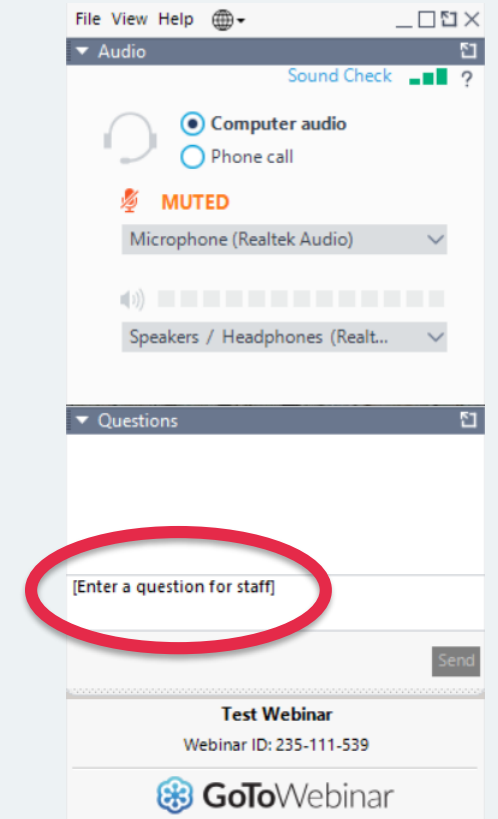 File View Help
Audio
Sound Check ?
Computer audio
Phone call
MUTED
Microphone (Realtek Audio)
Speakers / Headphones (Realt...
Questions
[Enter a question for staff]
Send
Test Webinar
Webinar ID: 235-111-539
GoToWebinar